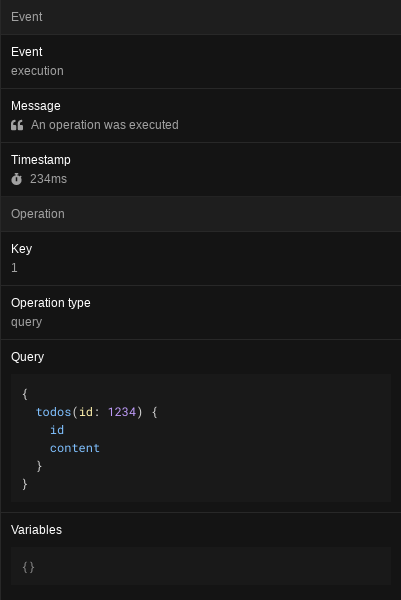 Event
Event
execution
Message
An operation was executed
Timestamp
234ms
Operation
Key
1
Operation type
query
Query
{
  todos(id: 1234) {
    id
    content
  }
}
Variables
{}